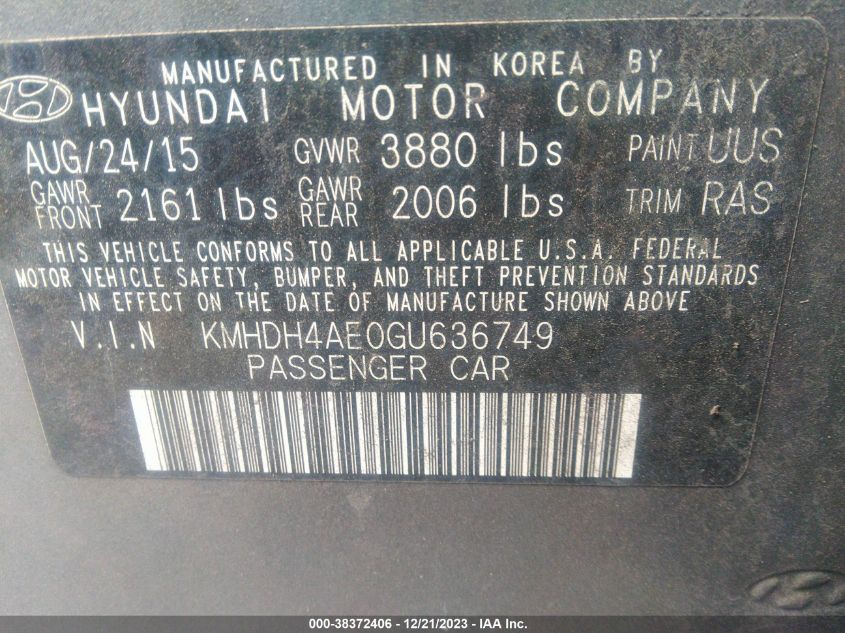 MANUFACTURED IN KOREA BY
HYUNDAI MOTOR COMPANY
AUG/24/15 GVWR 3880 lbs PAINT UUS
GAWR FRONT 2161 lbs GAWR REAR 2006 lbs TRIM RAS
THIS VEHICLE CONFORMS TO ALL APPLICABLE U.S.A. FEDERAL
MOTOR VEHICLE SAFETY, BUMPER, AND THEFT PREVENTION STANDARDS
IN EFFECT ON THE DATE OF MANUFACTURE SHOWN ABOVE
V.I.N KMHDH4AE0GU636749
PASSENGER CAR
000-38372406 - 12/21/2023 - IAA Inc.